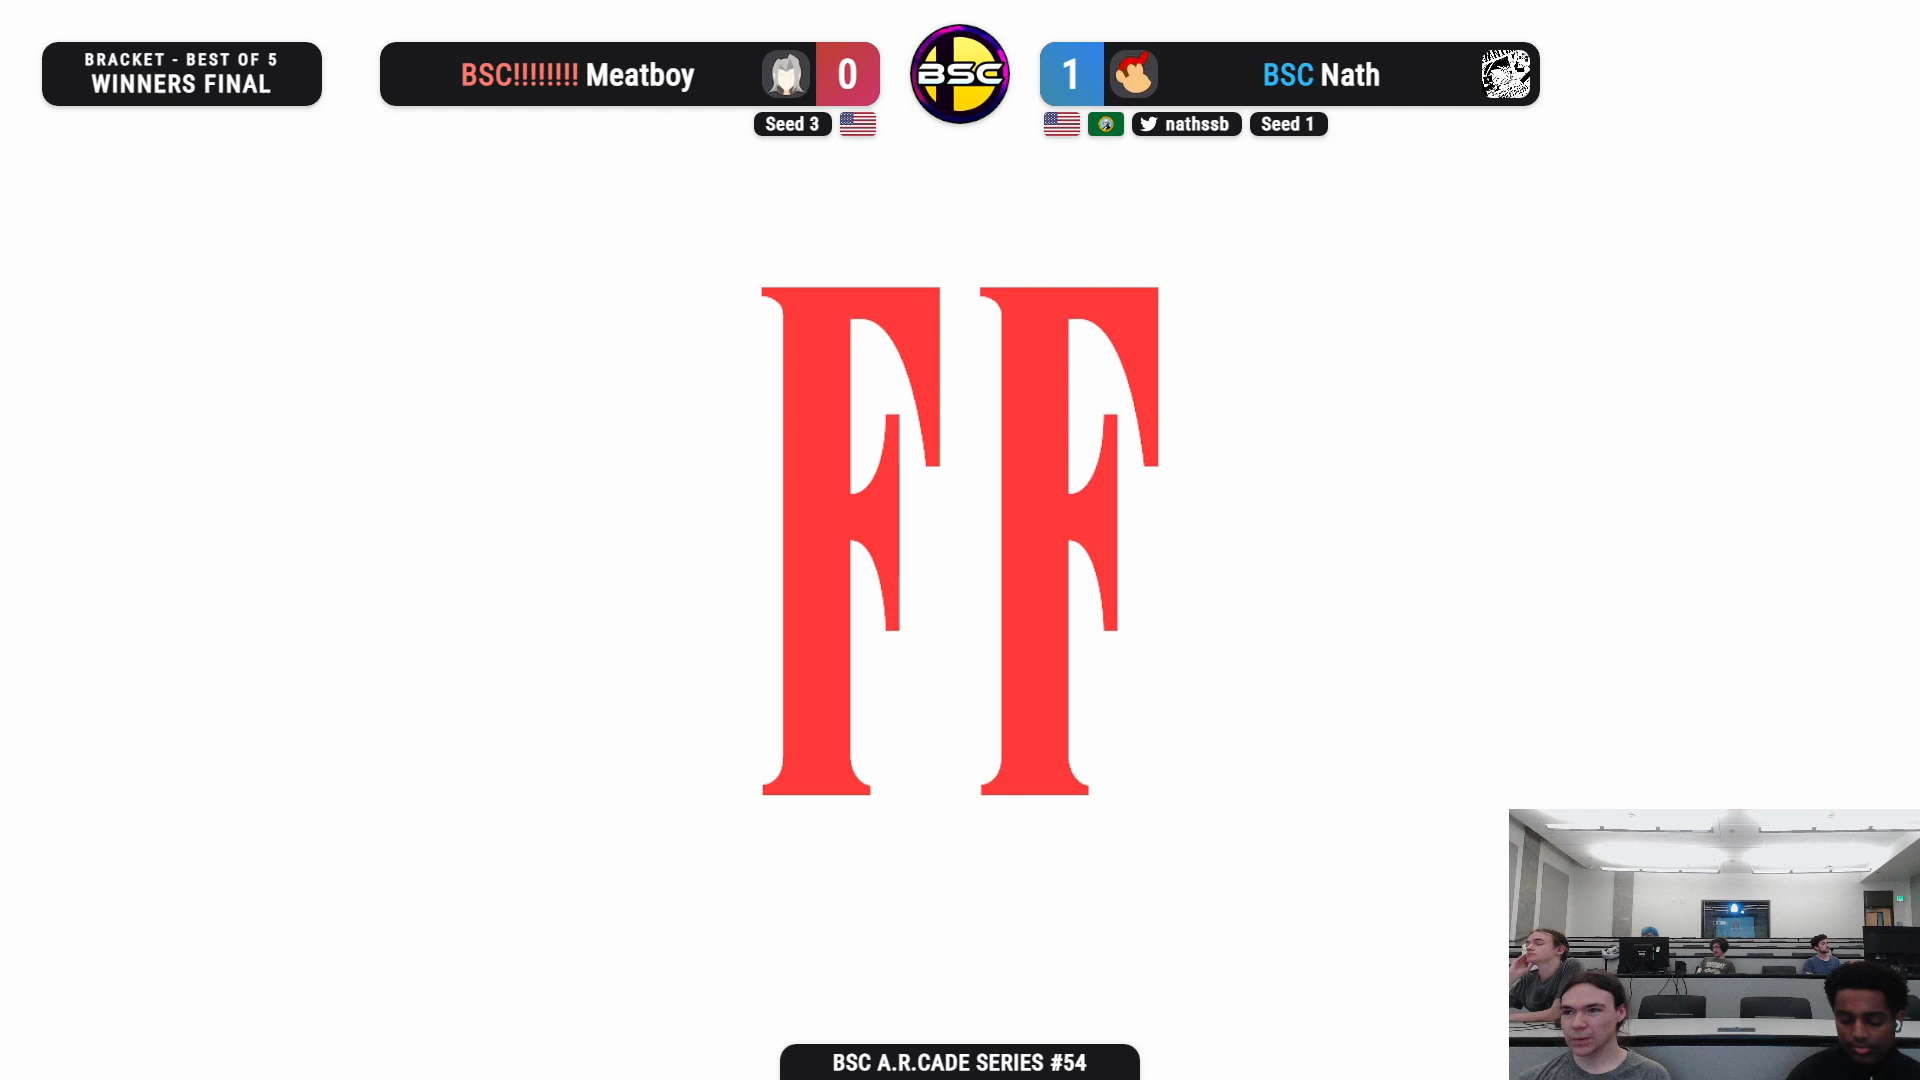 BRACKET - BEST OF 5
WINNERS FINAL
BSC!!!!!!!! Meatboy
0
BSC
1
BSC Nath
Seed 3
nathssb
Seed 1
FF
BSC A.R.CADE SERIES #54